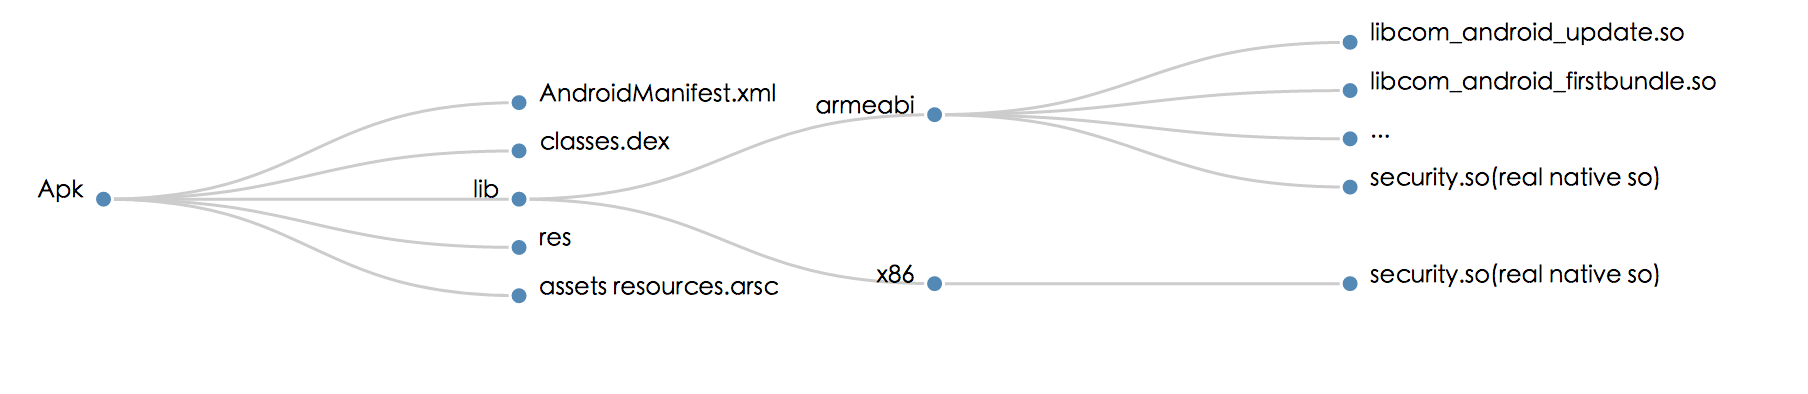 Apk
AndroidManifest.xml
classes.dex
lib
res
assets resources.arsc
armeabi
x86
libcom_android_update.so
libcom_android_firstbundle.so
...
security.so(real native so)
security.so(real native so)